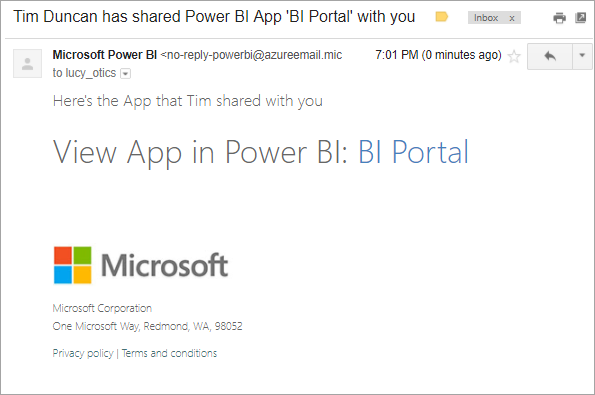 Tim Duncan has shared Power BI App 'BI Portal' with you
Inbox x
Microsoft Power BI <no-reply-powerbi@azureemail.mic 7:01 PM (0 minutes ago)
to lucy_otics
Here's the App that Tim shared with you
View App in Power BI: BI Portal
Microsoft
Microsoft Corporation
One Microsoft Way, Redmond, WA, 98052
Privacy policy | Terms and conditions